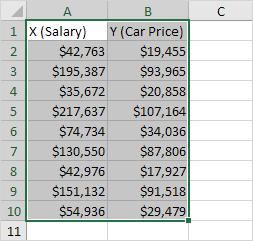 A B C
1 X (Salary) Y (Car Price)
2 $42,763 $19,455
3 $195,387 $93,965
4 $35,672 $20,858
5 $217,637 $107,164
6 $74,734 $34,036
7 $130,550 $87,806
8 $42,976 $17,927
9 $151,132 $91,518
10 $54,936 $29,479
11